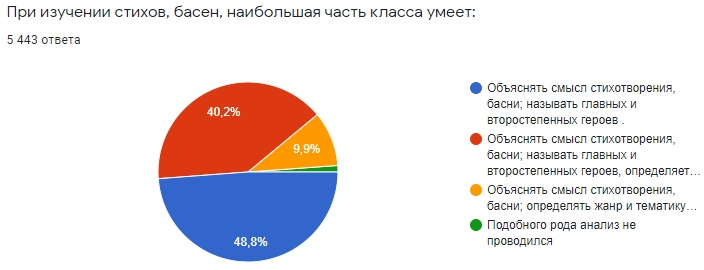 При изучении стихов, басен, наибольшая часть класса умеет:
5 443 ответа
40,2%
9,9%
48,8%
Объяснять смысл стихотворения,
басни; называть главных и
второстепенных героев .
Объяснять смысл стихотворения,
басни; называть главных и
второстепенных героев, определяет…
Объяснять смысл стихотворения,
басни; определять жанр и тематику…
Подобного рода анализ не
проводился